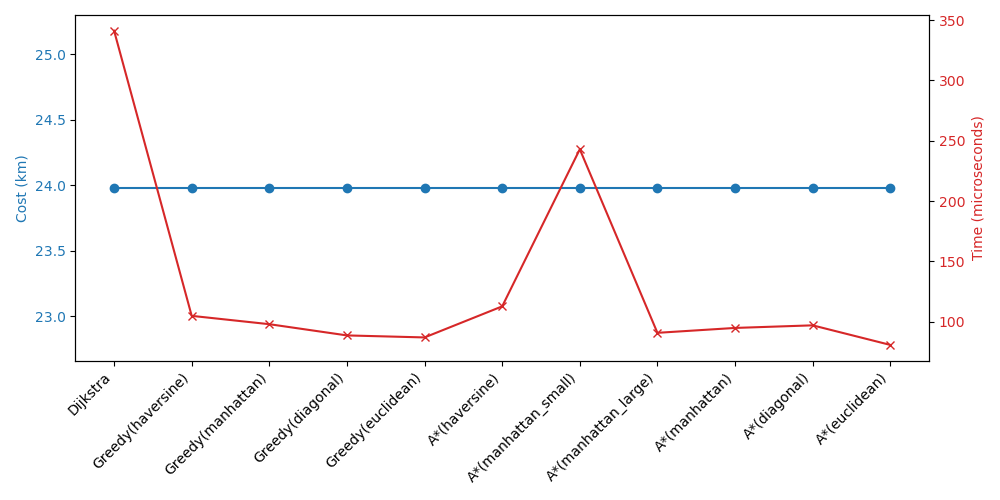 25.0
24.5
24.0
23.5
23.0
Cost (km)
350
300
250
200
150
100
Time (microseconds)
Dijkstra
Greedy(haversine)
Greedy(manhattan)
Greedy(diagonal)
Greedy(euclidean)
A*(haversine)
A*(manhattan_small)
A*(manhattan_large)
A*(manhattan)
A*(diagonal)
A*(euclidean)